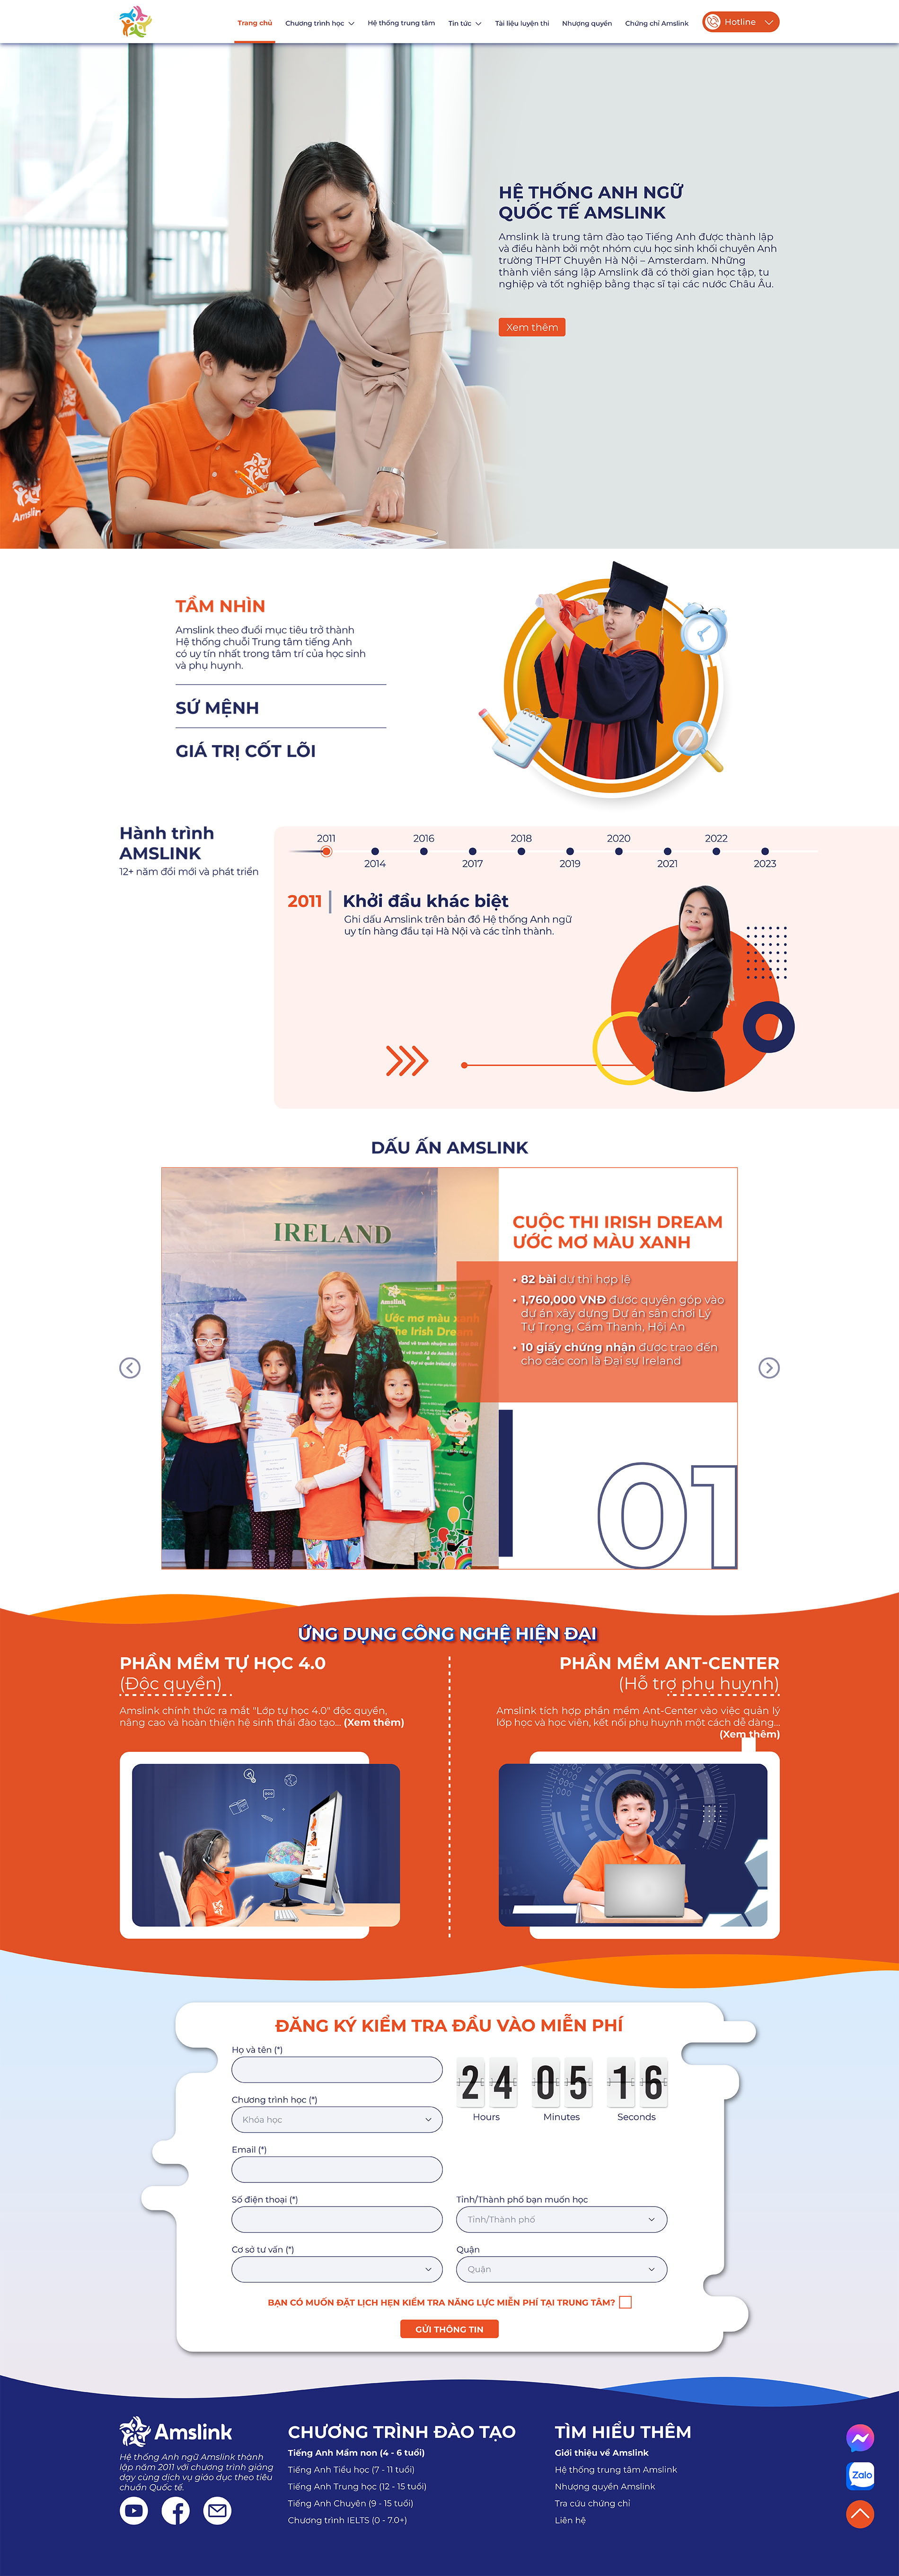 Trang chủ
Chương trình học
Hệ thống trung tâm
Tin tức
Tài liệu luyện thi
Nhượng quyền
Chứng chỉ Amslink
Hotline
HỆ THỐNG ANH NGỮ
QUỐC TẾ AMSLINK
Amslink là trung tâm đào tạo Tiếng Anh được thành lập
và điều hành bởi một nhóm cựu học sinh khối chuyên Anh
trường THPT Chuyên Hà Nội – Amsterdam. Những
thành viên sáng lập Amslink đã có thời gian học tập, tu
nghiệp và tốt nghiệp bằng thạc sĩ tại các nước Châu Âu.
Xem thêm
TẦM NHÌN
Amslink theo đuổi mục tiêu trở thành
Hệ thống chuỗi Trung tâm tiếng Anh
có uy tín nhất trong tâm trí của học sinh
và phụ huynh.
SỨ MỆNH
GIÁ TRỊ CỐT LÕI
Hành trình
AMSLINK
12+ năm đổi mới và phát triển
2011
2014
2016
2017
2018
2019
2020
2021
2022
2023
2011
Khởi đầu khác biệt
Ghi dấu Amslink trên bản đồ Hệ thống Anh ngữ
uy tín hàng đầu tại Hà Nội và các tỉnh thành.
DẤU ẤN AMSLINK
IRELAND
Amslink
Ước mơ màu xanh
The Irish Dream
CUỘC THI IRISH DREAM
ƯỚC MƠ MÀU XANH
• 82 bài dự thi hợp lệ
• 1,760,000 VNĐ được quyên góp vào
dự án xây dựng Dự án sân chơi Lý
Tự Trọng, Cẩm Thanh, Hội An
• 10 giấy chứng nhận được trao đến
cho các con là Đại sứ Ireland
01
ỨNG DỤNG CÔNG NGHỆ HIỆN ĐẠI
PHẦN MỀM TỰ HỌC 4.0
(Độc quyền)
Amslink chính thức ra mắt "Lớp tự học 4.0" độc quyền,
nâng cao và hoàn thiện hệ sinh thái đào tạo... (Xem thêm)
PHẦN MỀM ANT-CENTER
(Hỗ trợ phụ huynh)
Amslink tích hợp phần mềm Ant-Center vào việc quản lý
lớp học và học viên, kết nối phụ huynh một cách dễ dàng...
(Xem thêm)
ĐĂNG KÝ KIỂM TRA ĐẦU VÀO MIỄN PHÍ
Họ và tên (*)
24 05 16
Hours Minutes Seconds
Chương trình học (*)
Khóa học
Email (*)
Số điện thoại (*)
Tỉnh/Thành phố bạn muốn học
Tỉnh/Thành phố
Cơ sở tư vấn (*)
Quận
Quận
BẠN CÓ MUỐN ĐẶT LỊCH HẸN KIỂM TRA NĂNG LỰC MIỄN PHÍ TẠI TRUNG TÂM?
GỬI THÔNG TIN
Amslink
Hệ thống Anh ngữ Amslink thành
lập năm 2011 với chương trình giảng
dạy cùng dịch vụ giáo dục theo tiêu
chuẩn Quốc tế.
CHƯƠNG TRÌNH ĐÀO TẠO
Tiếng Anh Mầm non (4 - 6 tuổi)
Tiếng Anh Tiểu học (7 - 11 tuổi)
Tiếng Anh Trung học (12 - 15 tuổi)
Tiếng Anh Chuyên (9 - 15 tuổi)
Chương trình IELTS (0 - 7.0+)
TÌM HIỂU THÊM
Giới thiệu về Amslink
Hệ thống trung tâm Amslink
Nhượng quyền Amslink
Tra cứu chứng chỉ
Liên hệ
Zalo